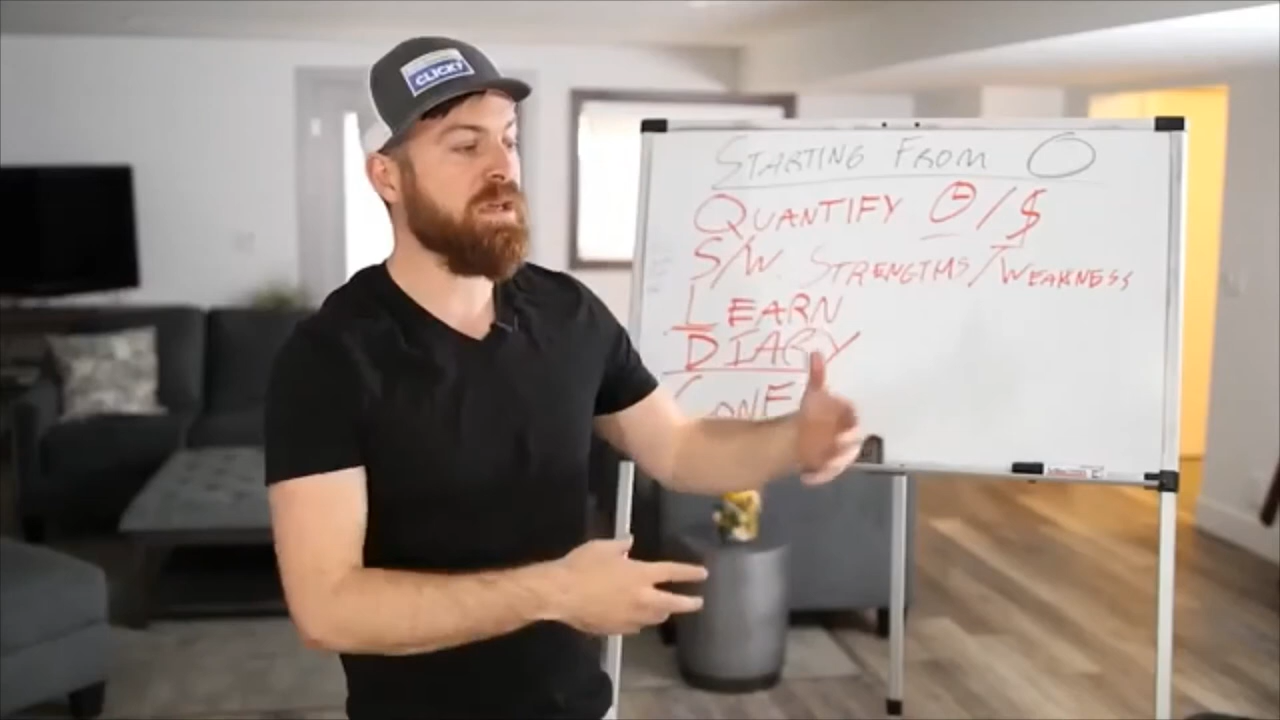 CLICKY
STARTING FROM 0
QUANTIFY /$
S/W. STRENGTHS/WEAKNESS
LEARN
DIARY